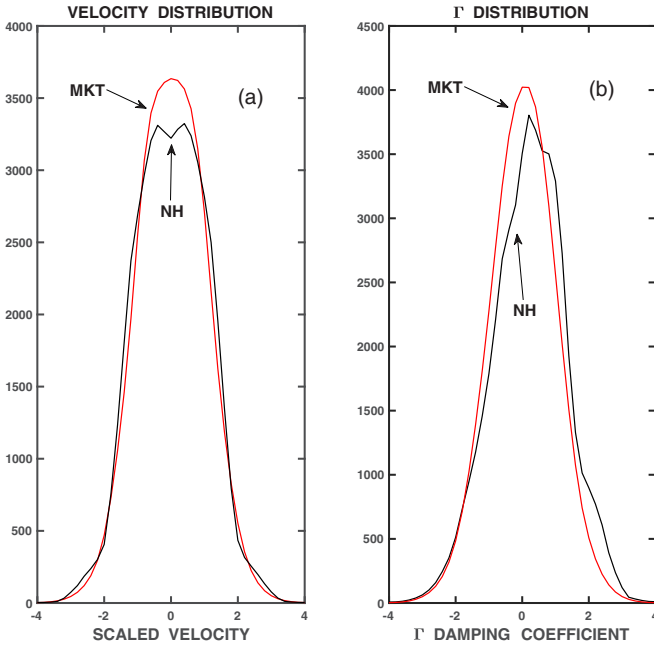 VELOCITY DISTRIBUTION
4000
3500
3000
2500
2000
1500
1000
500
0
-4 -2 0 2 4
SCALED VELOCITY
MKT
(a)
NH
Γ DISTRIBUTION
4500
4000
3500
3000
2500
2000
1500
1000
500
0
-4 -2 0 2 4
Γ DAMPING COEFFICIENT
MKT
(b)
NH